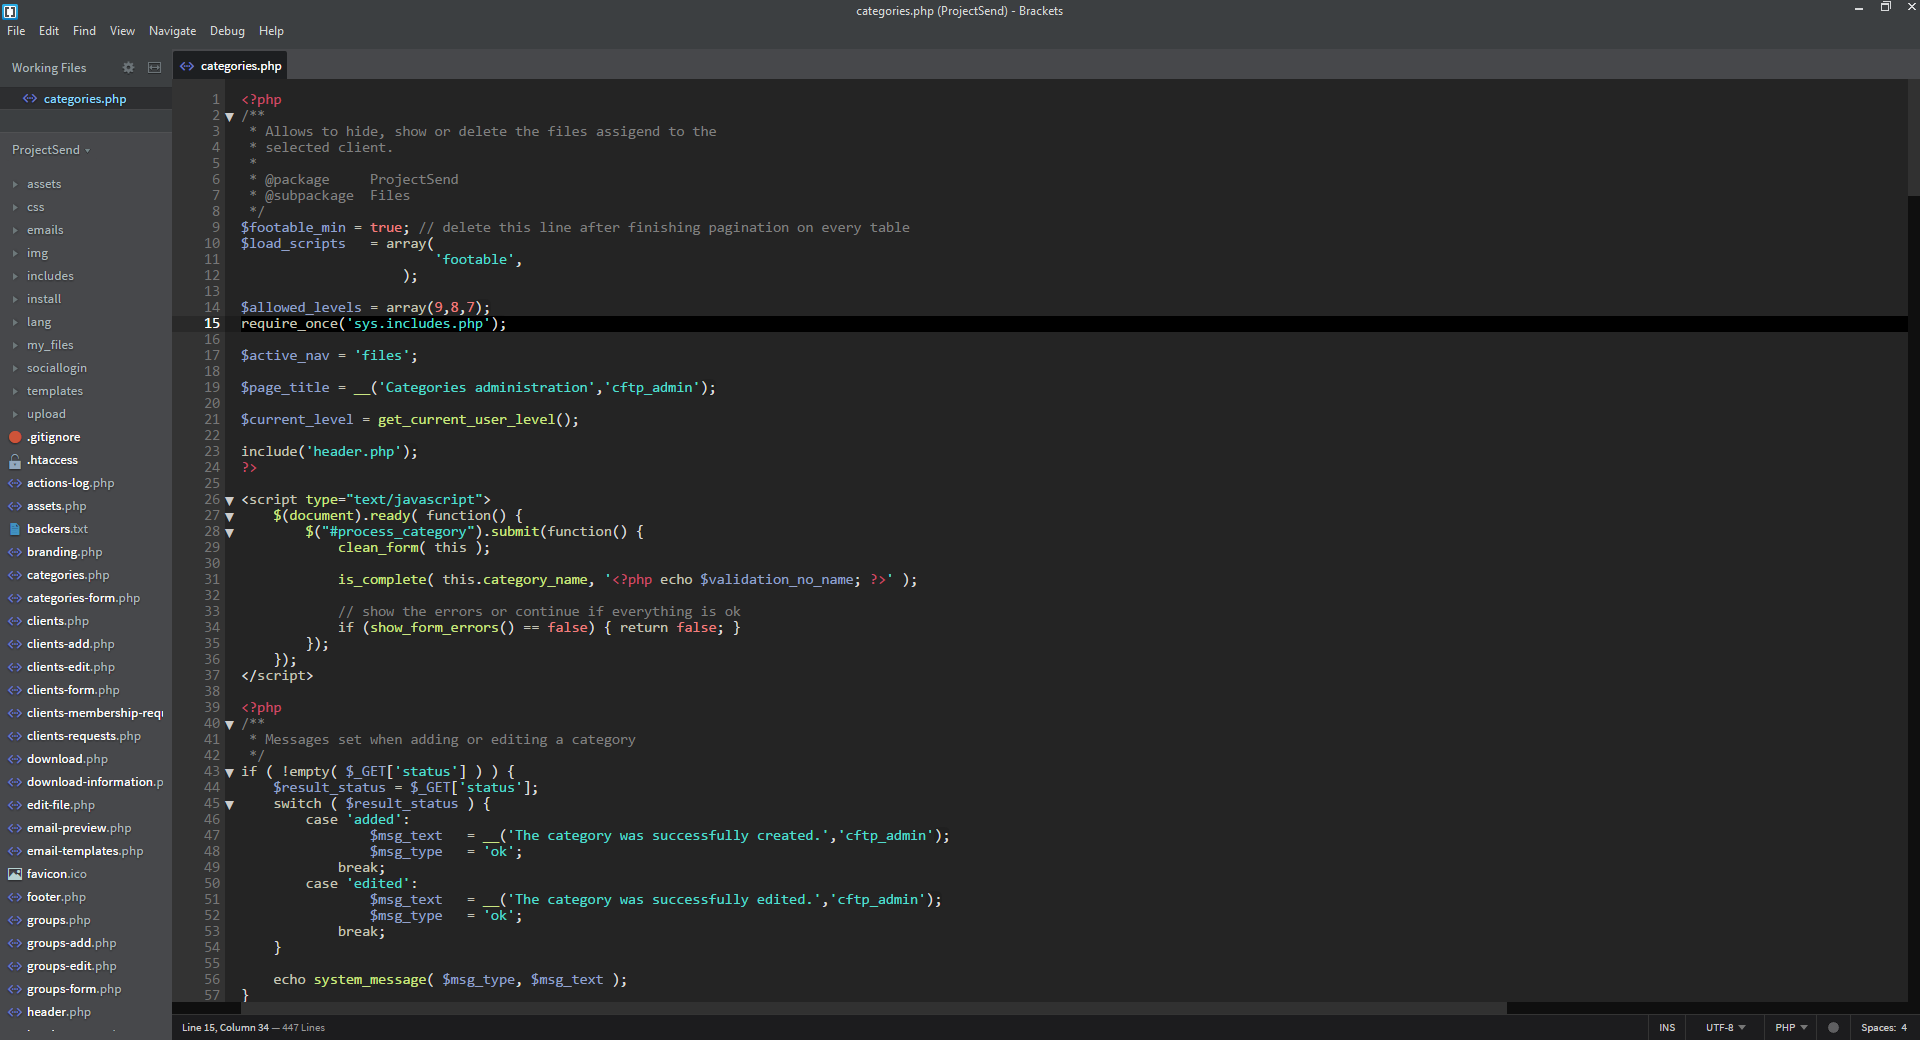 categories.php (ProjectSend) - Brackets
File Edit Find View Navigate Debug Help
Working Files
categories.php
ProjectSend
assets
css
emails
img
includes
install
lang
my_files
sociallogin
templates
upload
.gitignore
.htaccess
actions-log.php
assets.php
backers.txt
branding.php
categories.php
categories-form.php
clients.php
clients-add.php
clients-edit.php
clients-form.php
clients-membership-requ
clients-requests.php
download.php
download-information.p
edit-file.php
email-preview.php
email-templates.php
favicon.ico
footer.php
groups.php
groups-add.php
groups-edit.php
groups-form.php
header.php
categories.php
1 <?php
2 /**
3  * Allows to hide, show or delete the files assigend to the
4  * selected client.
5  *
6  * @package     ProjectSend
7  * @subpackage  Files
8  */
9 $footable_min = true; // delete this line after finishing pagination on every table
10 $load_scripts   = array(
11                         'footable',
12                     );
13
14 $allowed_levels = array(9,8,7);
15 require_once('sys.includes.php');
16
17 $active_nav = 'files';
18
19 $page_title = __('Categories administration','cftp_admin');
20
21 $current_level = get_current_user_level();
22
23 include('header.php');
24 ?>
25
26 <script type="text/javascript">
27     $(document).ready( function() {
28         $("#process_category").submit(function() {
29             clean_form( this );
30
31             is_complete( this.category_name, '<?php echo $validation_no_name; ?>' );
32
33             // show the errors or continue if everything is ok
34             if (show_form_errors() == false) { return false; }
35         });
36     });
37 </script>
38
39 <?php
40 /**
41  * Messages set when adding or editing a category
42  */
43 if ( !empty( $_GET['status'] ) ) {
44     $result_status = $_GET['status'];
45     switch ( $result_status ) {
46         case 'added':
47                 $msg_text   = __('The category was successfully created.','cftp_admin');
48                 $msg_type   = 'ok';
49             break;
50         case 'edited':
51                 $msg_text   = __('The category was successfully edited.','cftp_admin');
52                 $msg_type   = 'ok';
53             break;
54     }
55
56     echo system_message( $msg_type, $msg_text );
57 }
Line 15, Column 34 — 447 Lines
INS UTF-8 PHP Spaces: 4